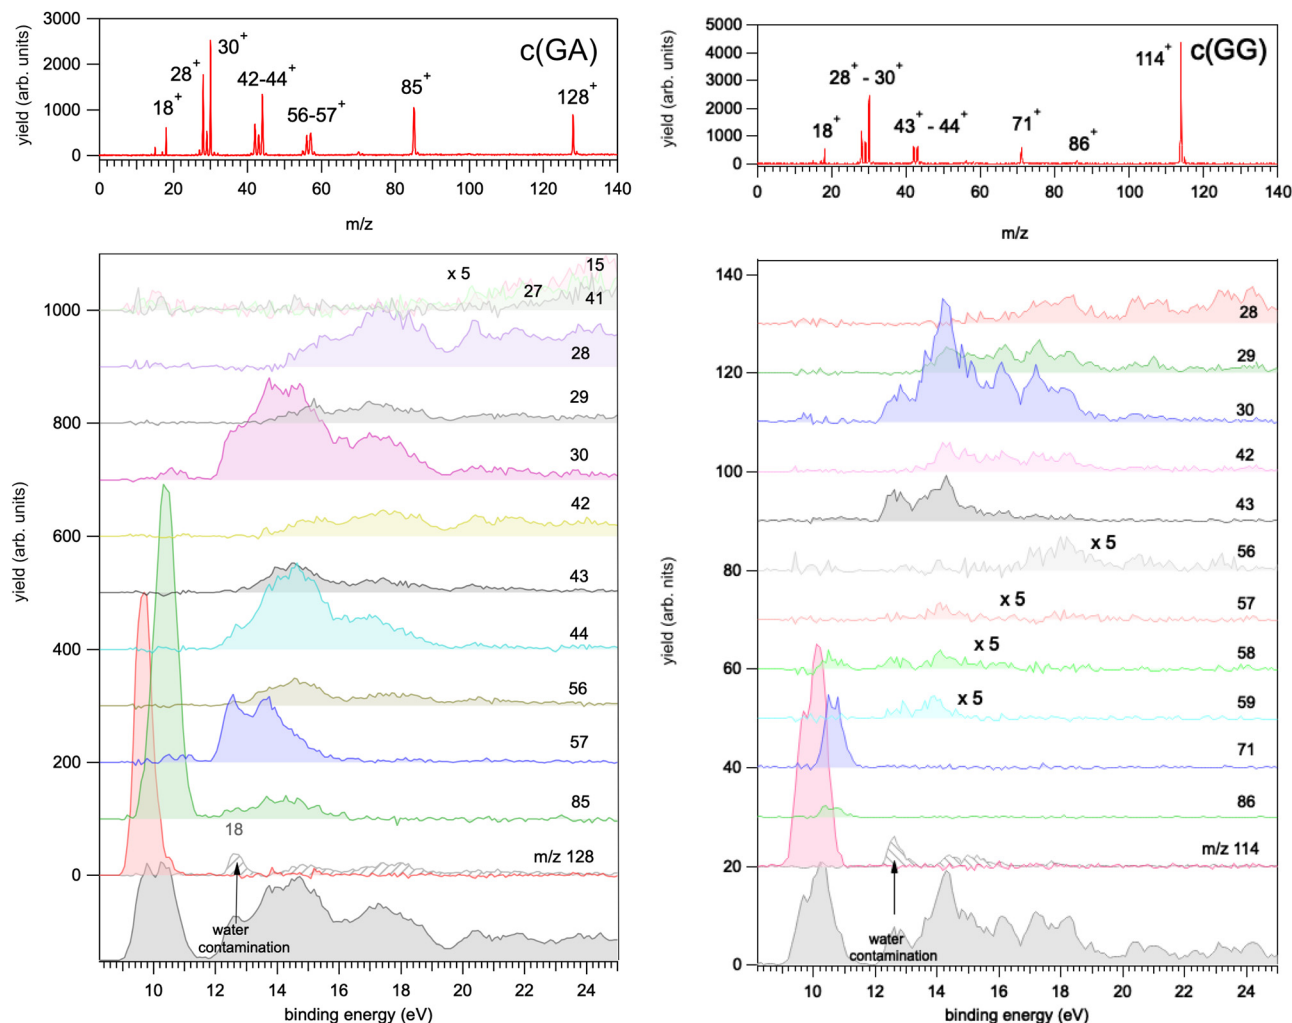 3000
2000
1000
0
yield (arb. units)
c(GA)
18+
28+
30+
42-44+
56-57+
85+
128+
0 20 40 60 80 100 120 140
m/z
5000
4000
3000
2000
1000
0
yield (arb. units)
c(GG)
18+
28+ - 30+
43+ - 44+
71+
86+
114+
0 20 40 60 80 100 120 140
m/z
1000
800
600
400
200
0
yield (arb. units)
x 5
15
27
41
28
29
30
42
43
44
56
57
85
18
m/z 128
water
contamination
10 12 14 16 18 20 22 24
binding energy (eV)
140
120
100
80
60
40
20
0
yield (arb. nits)
28
29
30
42
43
x 5 56
x 5 57
x 5 58
x 5 59
71
86
m/z 114
water
contamination
10 12 14 16 18 20 22 24
binding energy (eV)